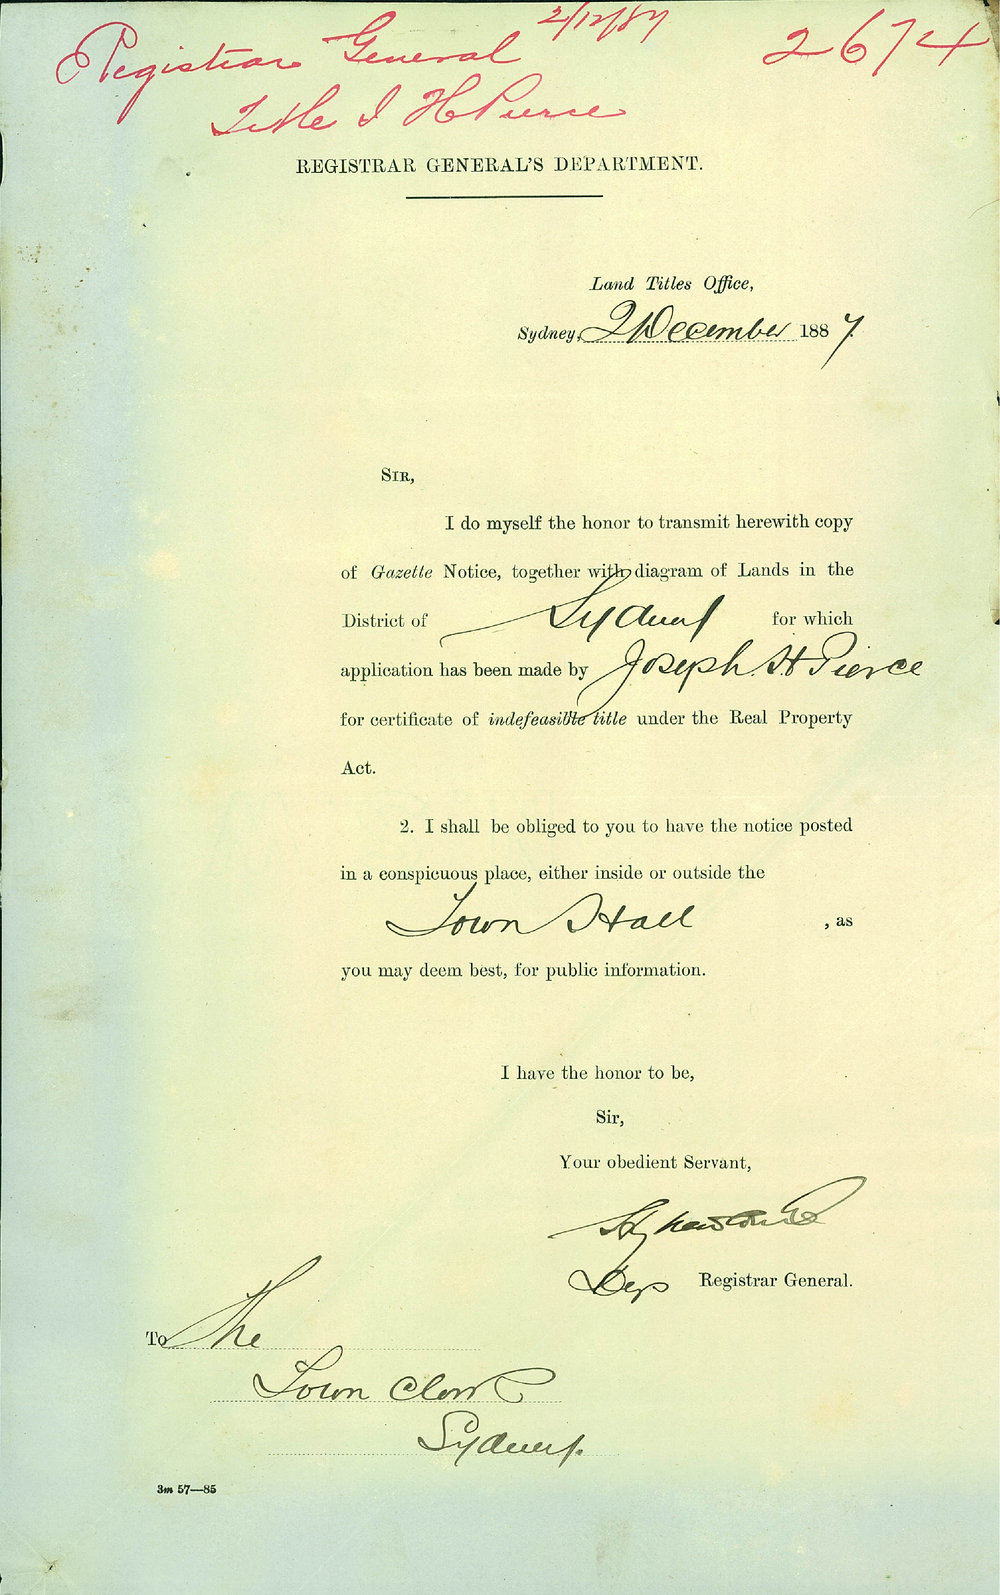 2/12/87
2674
Registrar General
Title J H Pierce
REGISTRAR GENERAL'S DEPARTMENT.
Land Titles Office,
Sydney, 2 December 1887.
SIR,
I do myself the honor to transmit herewith copy
of Gazette Notice, together with diagram of Lands in the
District of Sydney for which
application has been made by Joseph H Pierce
for certificate of indefeasible title under the Real Property
Act.
2. I shall be obliged to you to have the notice posted
in a conspicuous place, either inside or outside the
Town Hall, as
you may deem best, for public information.
I have the honor to be,
Sir,
Your obedient Servant,
Dep Registrar General.
To The
Town Clerk
Sydney.
3m 57—85